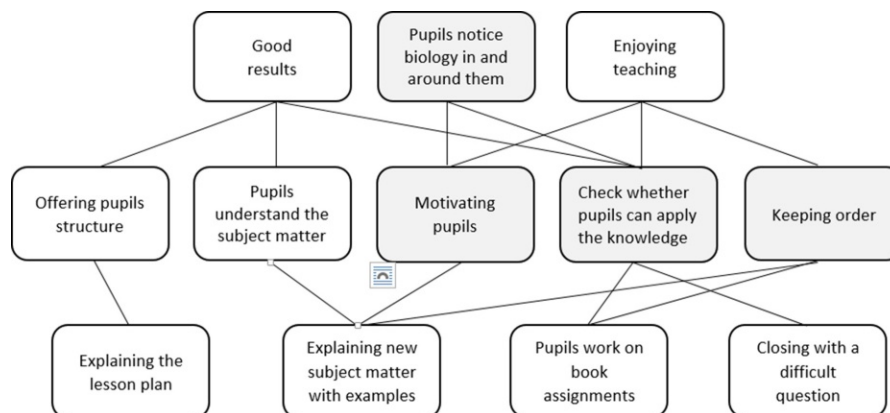 Good
results
Pupils notice
biology in and
around them
Enjoying
teaching
Offering pupils
structure
Pupils
understand the
subject matter
Motivating
pupils
Check whether
pupils can apply
the knowledge
Keeping order
Explaining the
lesson plan
Explaining new
subject matter
with examples
Pupils work on
book
assignments
Closing with a
difficult
question